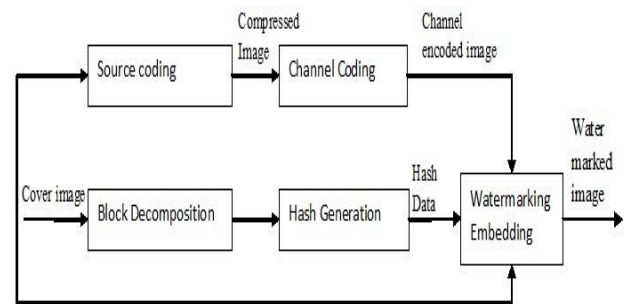 Compressed
Image
Channel
encoded image
Source coding
Channel Coding
Water
marked
image
Cover image
Block Decomposition
Hash Generation
Hash
Data
Watermarking
Embedding